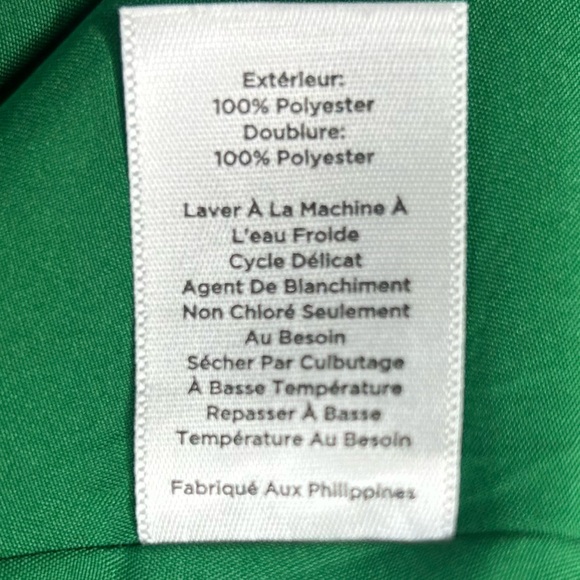 Extérieur:
100% Polyester
Doublure:
100% Polyester
Laver À La Machine À
L'eau Froide
Cycle Délicat
Agent De Blanchiment
Non Chloré Seulement
Au Besoin
Sécher Par Culbutage
À Basse Température
Repasser À Basse
Température Au Besoin
Fabriqué Aux Philippines